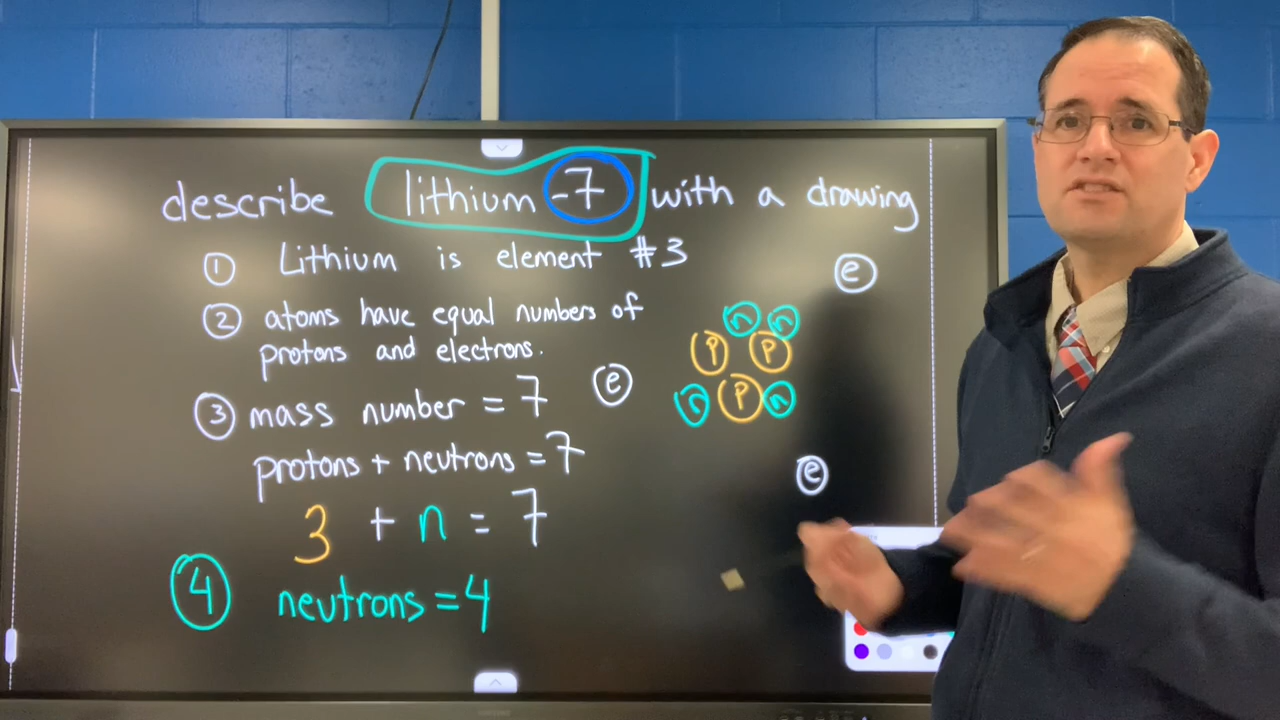 describe lithium-7 with a drawing
① Lithium is element #3
② atoms have equal numbers of
protons and electrons.
③ mass number = 7
protons + neutrons = 7
3 + n = 7
④ neutrons = 4
e
n n
P P
e
n P n
e